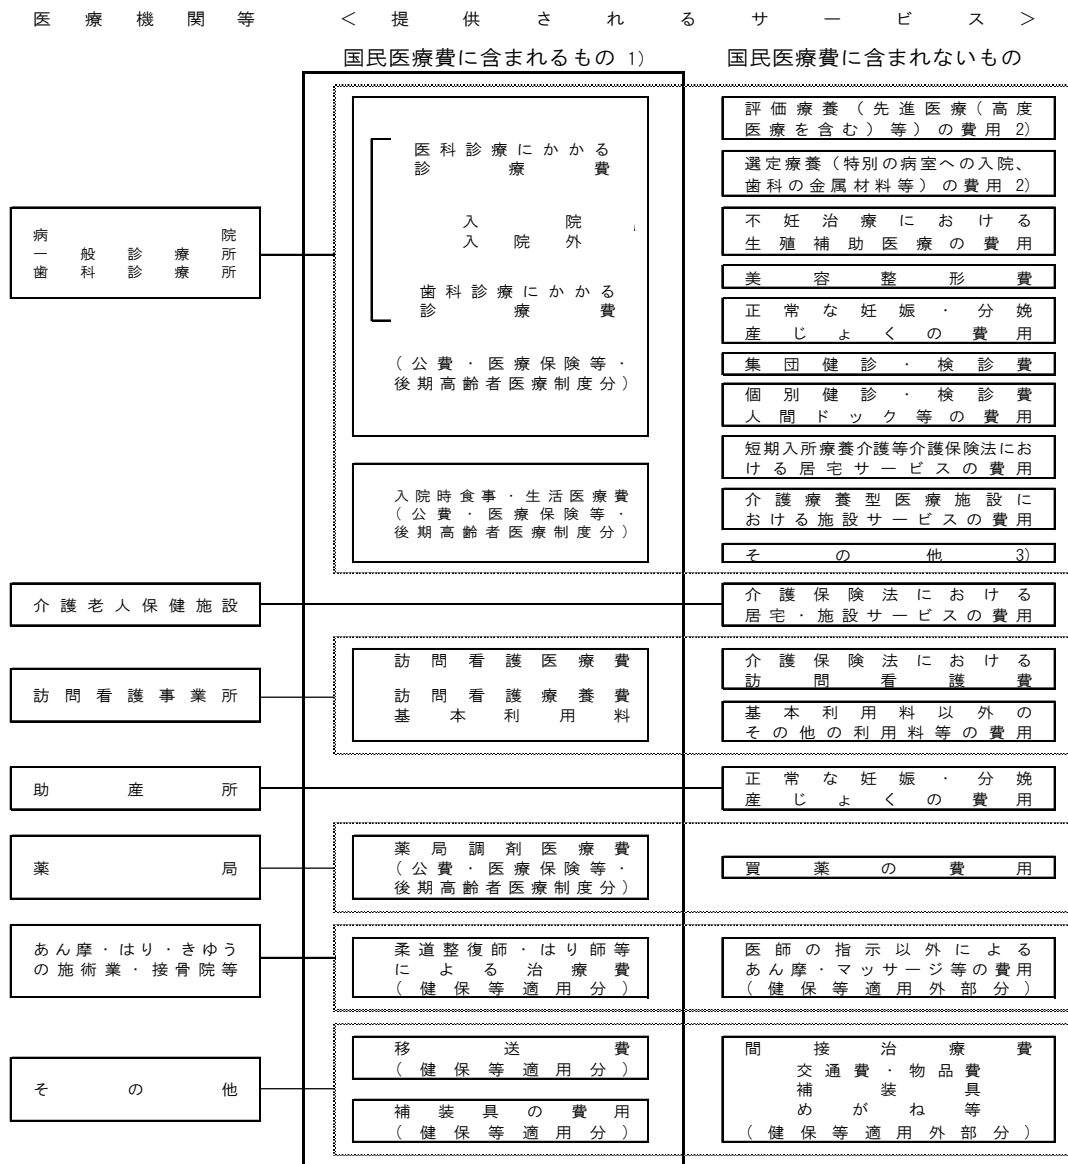 医療機関等
＜提供されるサービス＞
国民医療費に含まれるもの 1)
国民医療費に含まれないもの
病院
一般診療所
歯科診療所
医科診療にかかる
診療費
入院
入院外
歯科診療にかかる
診療費
（公費・医療保険等・
後期高齢者医療制度分）
入院時食事・生活医療費
（公費・医療保険等・
後期高齢者医療制度分）
評価療養（先進医療（高度
医療を含む）等）の費用 2)
選定療養（特別の病室への入院、
歯科の金属材料等）の費用 2)
不妊治療における
生殖補助医療の費用
美容整形費
正常な妊娠・分娩
産じょくの費用
集団健診・検診費
個別健診・検診費
人間ドック等の費用
短期入所療養介護等介護保険法にお
ける居宅サービスの費用
介護療養型医療施設に
おける施設サービスの費用
その他 3)
介護老人保健施設
介護保険法における
居宅・施設サービスの費用
訪問看護事業所
訪問看護医療費
訪問看護療養費
基本利用料
介護保険法における
訪問看護費
基本利用料以外の
その他の利用料等の費用
助産所
正常な妊娠・分娩
産じょくの費用
薬局
薬局調剤医療費
（公費・医療保険等・
後期高齢者医療制度分）
買薬の費用
あん摩・はり・きゆう
の施術業・接骨院等
柔道整復師・はり師等
による治療費
（健保等適用分）
医師の指示以外による
あん摩・マッサージ等の費用
（健保等適用外部分）
その他
移送費
（健保等適用分）
補装具の費用
（健保等適用分）
間接治療費
交通費・物品費
補装具
めがね等
（健保等適用外部分）